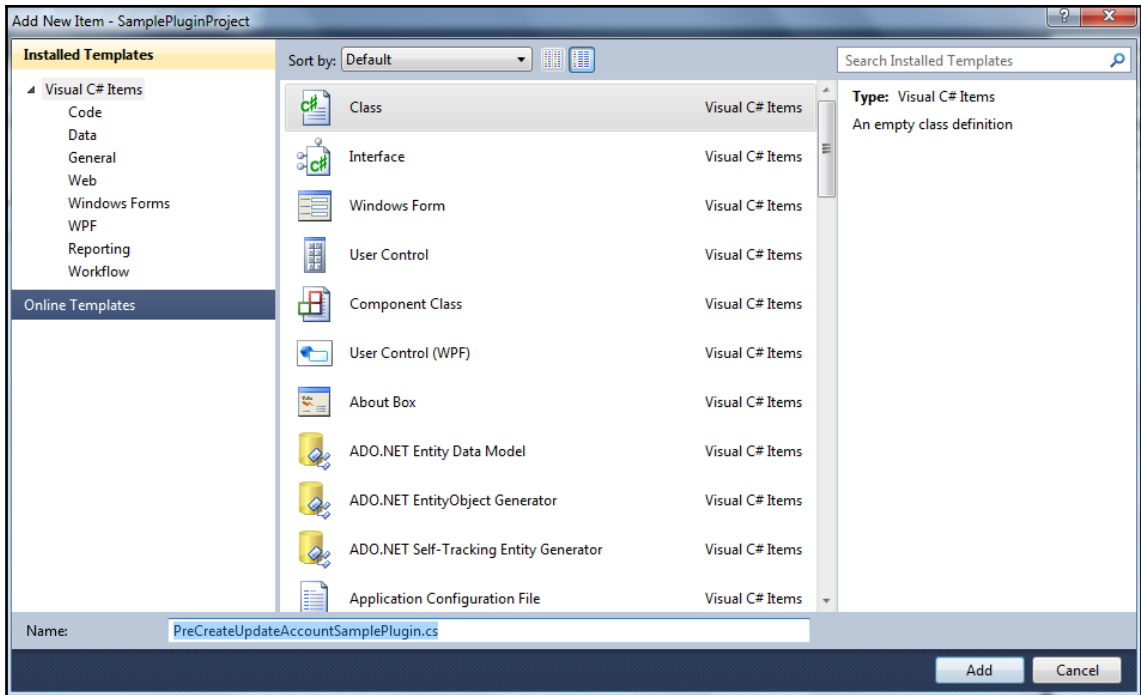 Add New Item - SamplePluginProject
Installed Templates
Visual C# Items
Code
Data
General
Web
Windows Forms
WPF
Reporting
Workflow
Online Templates
Sort by: Default
Class Visual C# Items
Interface Visual C# Items
Windows Form Visual C# Items
User Control Visual C# Items
Component Class Visual C# Items
User Control (WPF) Visual C# Items
About Box Visual C# Items
ADO.NET Entity Data Model Visual C# Items
ADO.NET EntityObject Generator Visual C# Items
ADO.NET Self-Tracking Entity Generator Visual C# Items
Application Configuration File Visual C# Items
Search Installed Templates
Type: Visual C# Items
An empty class definition
Name: PreCreateUpdateAccountSamplePlugin.cs
Add Cancel